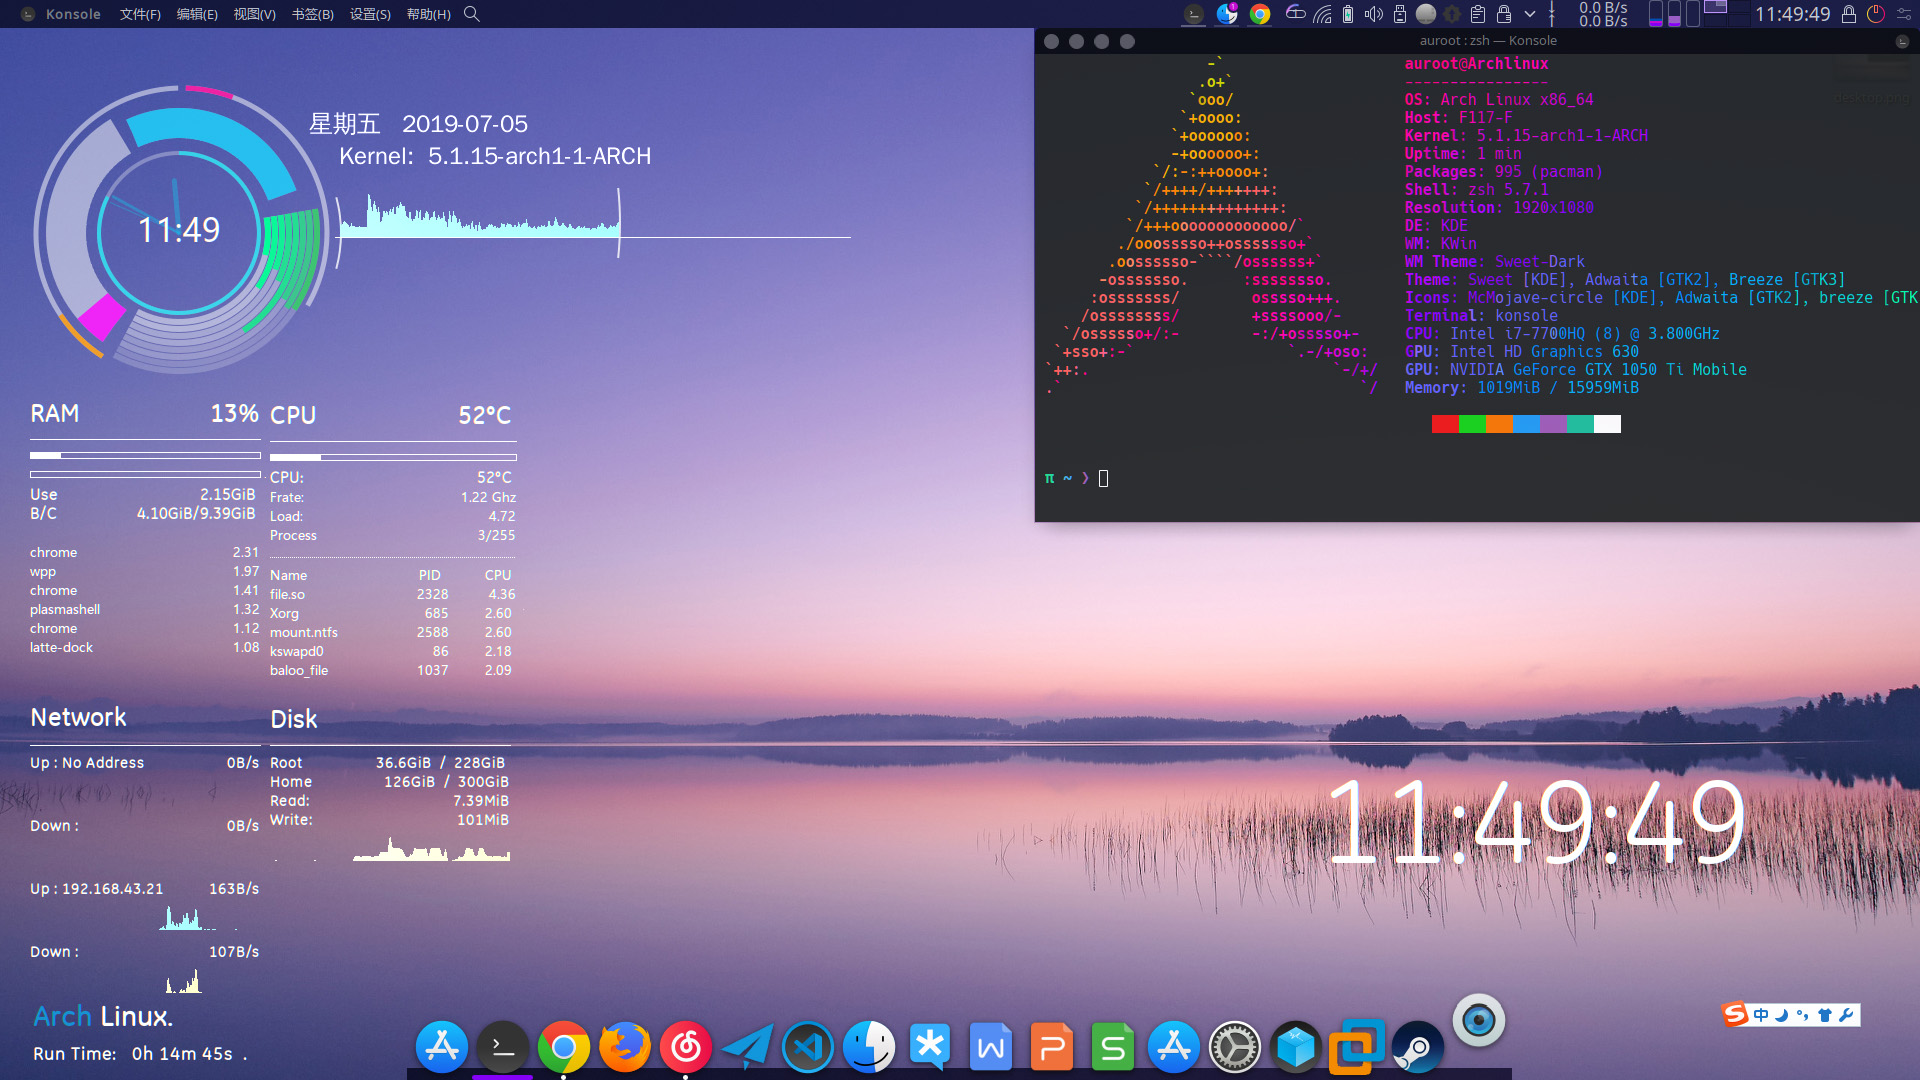 Konsole 文件(F) 编辑(E) 视图(V) 书签(B) 设置(S) 帮助(H)
0.0 B/s
0.0 B/s
11:49:49
auroot : zsh — Konsole
星期五 2019-07-05
Kernel: 5.1.15-arch1-1-ARCH
11:49
auroot@Archlinux
----------------
OS: Arch Linux x86_64
Host: F117-F
Kernel: 5.1.15-arch1-1-ARCH
Uptime: 1 min
Packages: 995 (pacman)
Shell: zsh 5.7.1
Resolution: 1920x1080
DE: KDE
WM: KWin
WM Theme: Sweet-Dark
Theme: Sweet [KDE], Adwaita [GTK2], Breeze [GTK3]
Icons: McMojave-circle [KDE], Adwaita [GTK2], breeze [GTK
Terminal: konsole
CPU: Intel i7-7700HQ (8) @ 3.800GHz
GPU: Intel HD Graphics 630
GPU: NVIDIA GeForce GTX 1050 Ti Mobile
Memory: 1019MiB / 15959MiB
π ~ ❯
desktop.png
RAM 13%
Use 2.15GiB
B/C 4.10GiB/9.39GiB
chrome 2.31
wpp 1.97
chrome 1.41
plasmashell 1.32
chrome 1.12
latte-dock 1.08
CPU 52°C
CPU: 52°C
Frate: 1.22 Ghz
Load: 4.72
Process 3/255
Name PID CPU
file.so 2328 4.36
Xorg 685 2.60
mount.ntfs 2588 2.60
kswapd0 86 2.18
baloo_file 1037 2.09
Network
Up : No Address 0B/s
Down : 0B/s
Up : 192.168.43.21 163B/s
Down : 107B/s
Disk
Root 36.6GiB / 228GiB
Home 126GiB / 300GiB
Read: 7.39MiB
Write: 101MiB
11:49:49
Arch Linux.
Run Time: 0h 14m 45s .
S 中